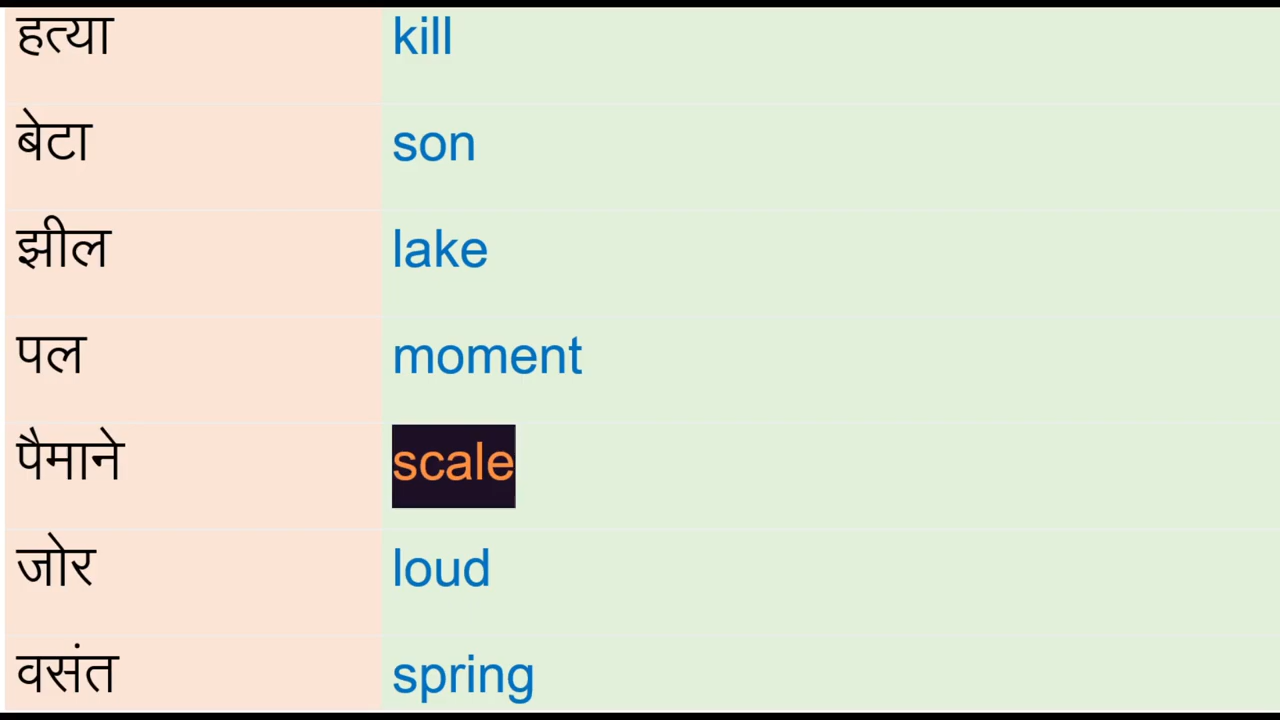 हत्या kill
बेटा son
झील lake
पल moment
पैमाने scale
जोर loud
वसंत spring